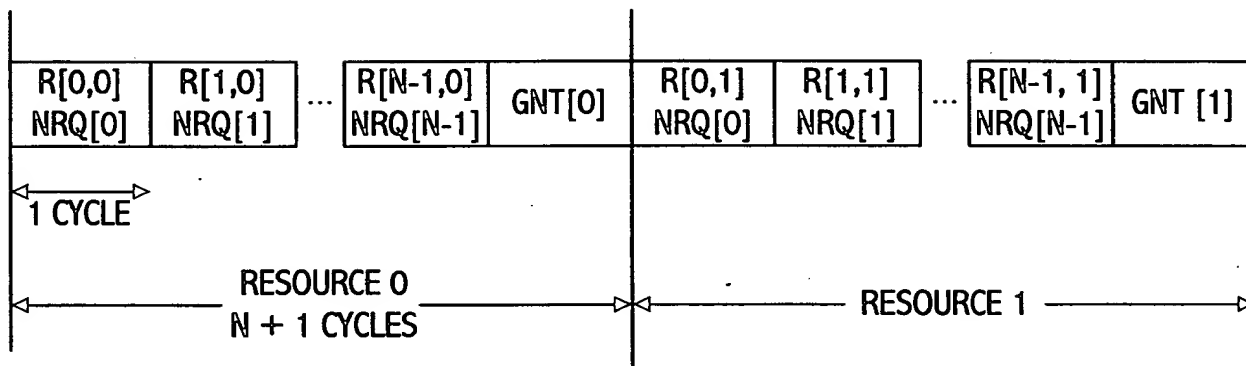 R[0,0] R[1,0] ... R[N-1,0] GNT[0] R[0,1] R[1,1] ... R[N-1, 1] GNT [1]
NRQ[0] NRQ[1] NRQ[N-1] NRQ[0] NRQ[1] NRQ[N-1]
1 CYCLE
RESOURCE 0
N + 1 CYCLES
RESOURCE 1